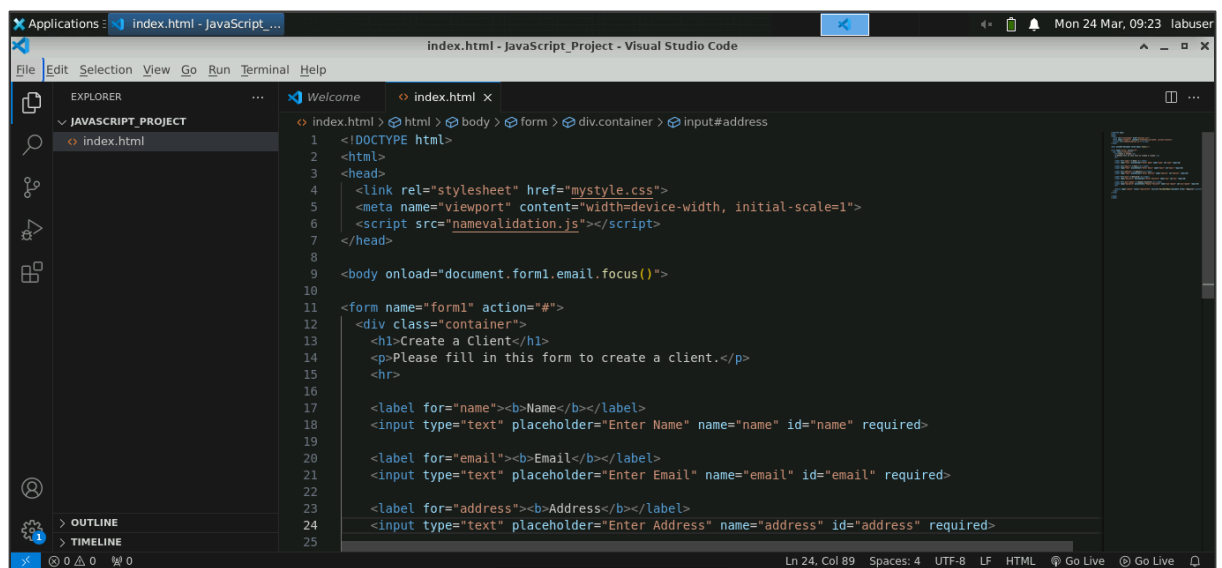 Applications index.html - JavaScript_... Mon 24 Mar, 09:23 labuser
index.html - JavaScript_Project - Visual Studio Code
File Edit Selection View Go Run Terminal Help
EXPLORER ... Welcome index.html
JAVASCRIPT_PROJECT index.html > html > body > form > div.container > input#address
index.html
1 <!DOCTYPE html>
2 <html>
3 <head>
4 <link rel="stylesheet" href="mystyle.css">
5 <meta name="viewport" content="width=device-width, initial-scale=1">
6 <script src="namevalidation.js"></script>
7 </head>
8
9 <body onload="document.form1.email.focus()">
10
11 <form name="form1" action="#">
12 <div class="container">
13 <h1>Create a Client</h1>
14 <p>Please fill in this form to create a client.</p>
15 <hr>
16
17 <label for="name"><b>Name</b></label>
18 <input type="text" placeholder="Enter Name" name="name" id="name" required>
19
20 <label for="email"><b>Email</b></label>
21 <input type="text" placeholder="Enter Email" name="email" id="email" required>
22
23 <label for="address"><b>Address</b></label>
24 <input type="text" placeholder="Enter Address" name="address" id="address" required>
25
OUTLINE
1
TIMELINE
0 0 0 Ln 24, Col 89 Spaces: 4 UTF-8 LF HTML Go Live Go Live